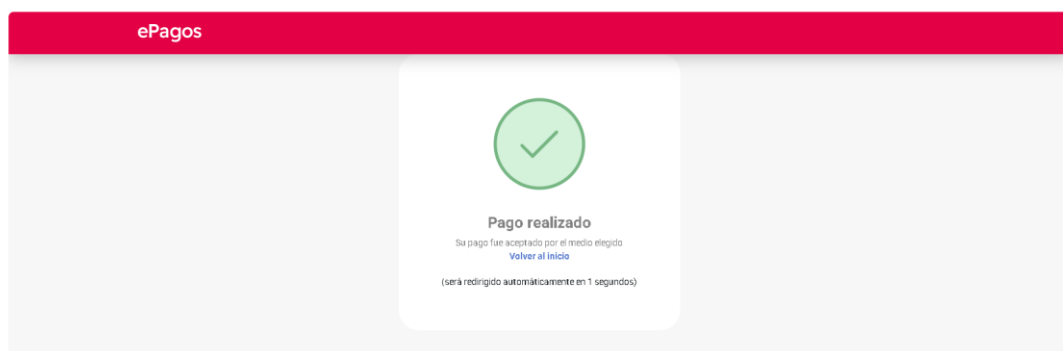 ePagos
Pago realizado
Su pago fue aceptado por el medio elegido
Volver al inicio
(será redirigido automáticamente en 1 segundos)